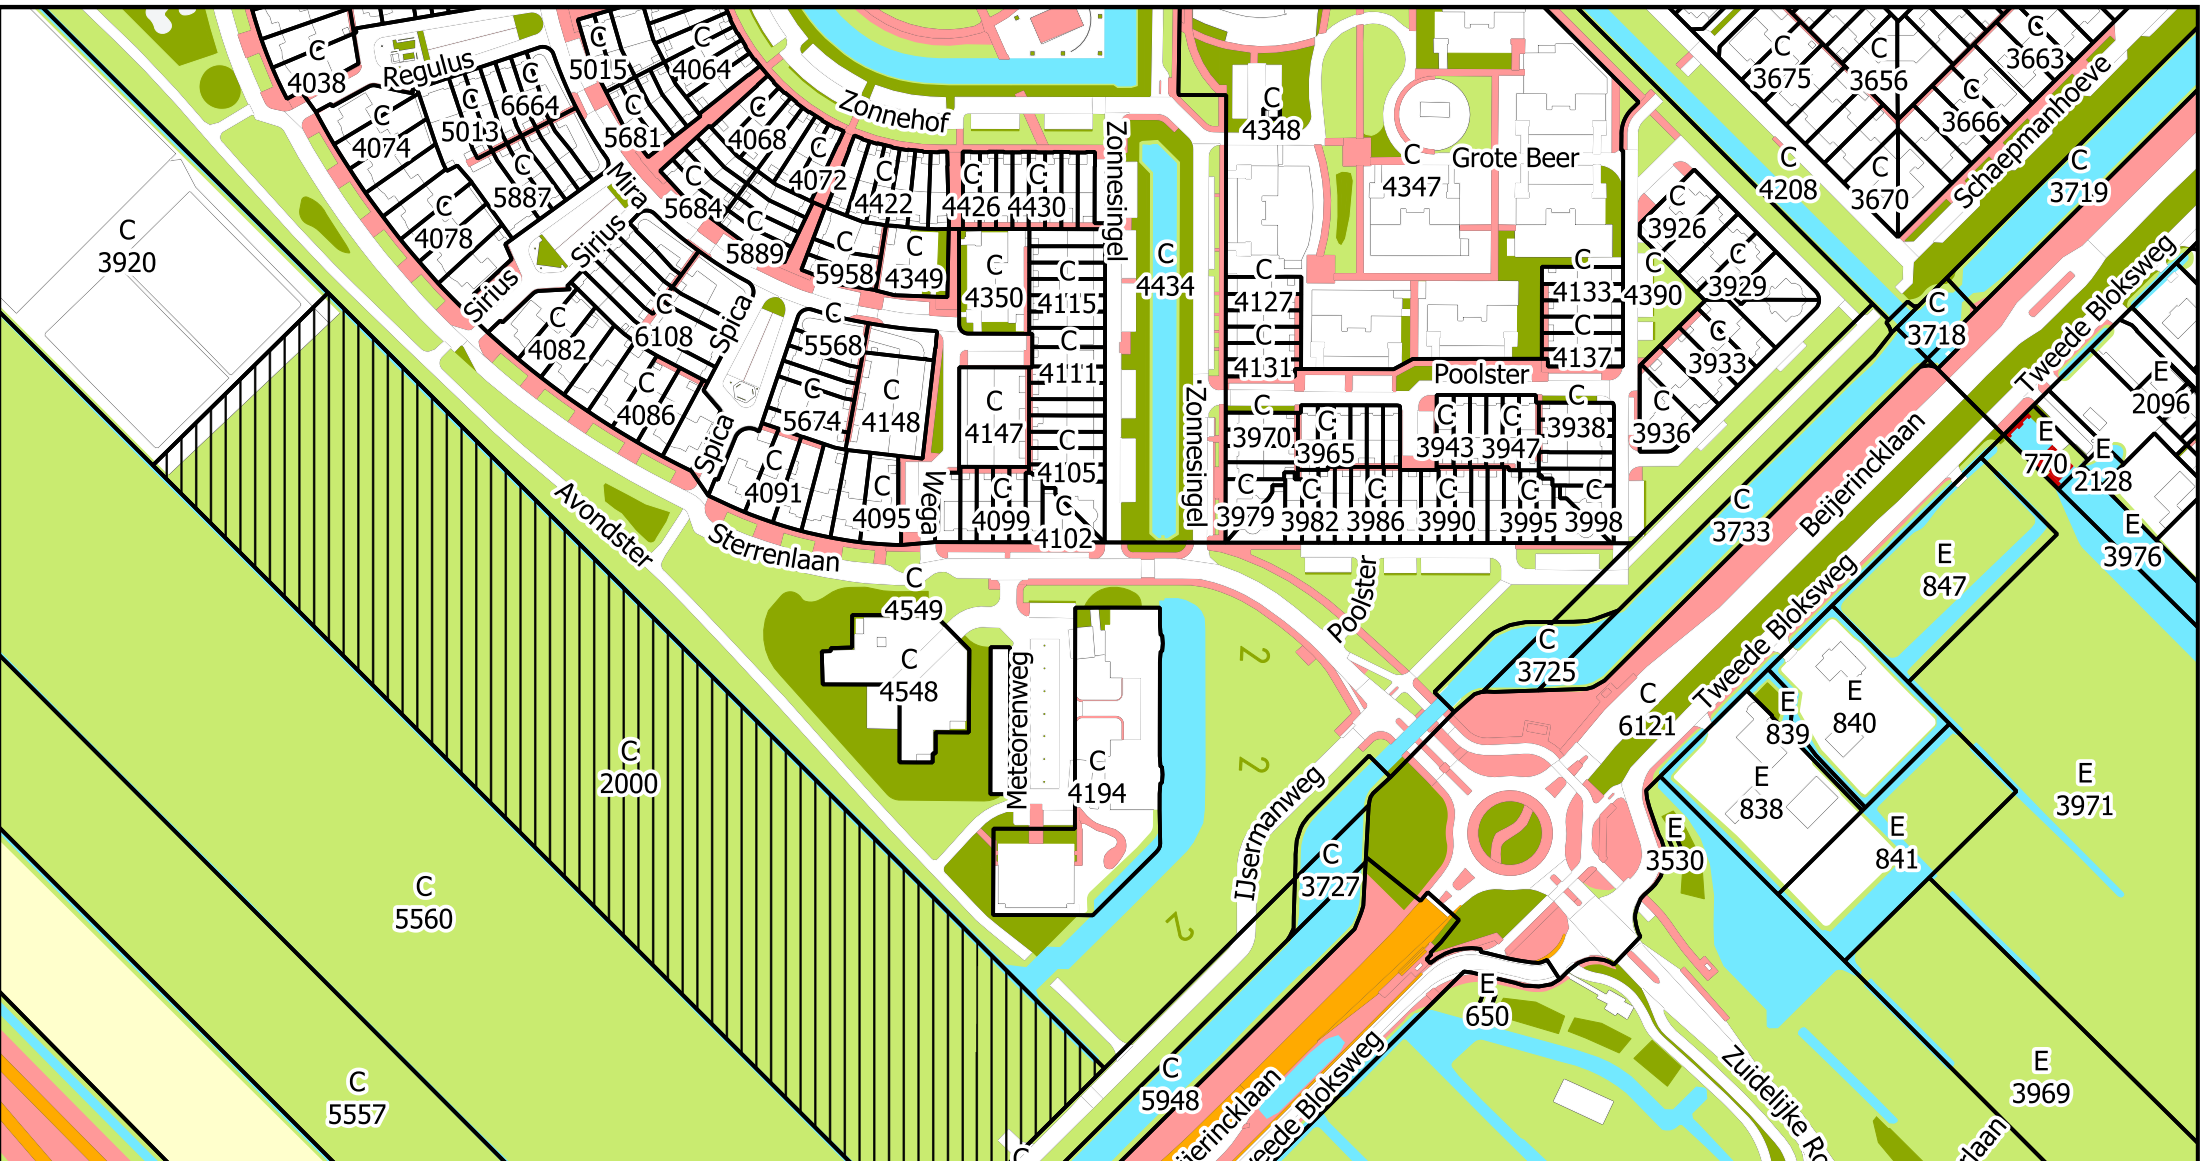 C
4038
Regulus
C
5015
C
4064
C
4074
C
5013
C
6664
C
5681
C
4068
Zonnehof
C
4348
C
4347
Grote Beer
C
3675
C
3656
C
3663
C
3666
Schaepmanhoeve
C
4208
C
3670
C
3719
C
3920
C
4078
C
5887
Mira
C
5684
C
4072
C
4422
C
4426
C
4430
Zonnesingel
C
4434
C
3926
C
4390
C
3929
Sirius
Sirius
C
5889
C
5958
C
4349
C
4350
C
4115
C
4127
C
4133
C
3718
Tweede Bloksweg
C
4082
C
6108
Spica
C
5568
C
4111
C
4131
C
4137
C
3933
C
4086
Spica
C
5674
C
4148
C
4147
C
4105
Zonnesingel
Poolster
C
3970
C
3965
C
3943
C
3947
C
3938
C
3936
E
2096
E
770
E
2128
C
4091
C
4095
Wega
C
4099
C
4102
C
3979
C
3982
C
3986
C
3990
C
3995
C
3998
C
3733
Beijerincklaan
E
3976
Avondster
Sterrenlaan
C
4549
Poolster
E
847
C
4548
Meteorenweg
C
4194
C
3725
C
6121
Tweede Bloksweg
E
839
E
840
C
2000
IJsermanweg
E
838
E
3971
C
3727
E
3530
E
841
C
5560
E
650
C
5557
C
5948
Tweede Bloksweg
Zuidelijke
E
3969
C